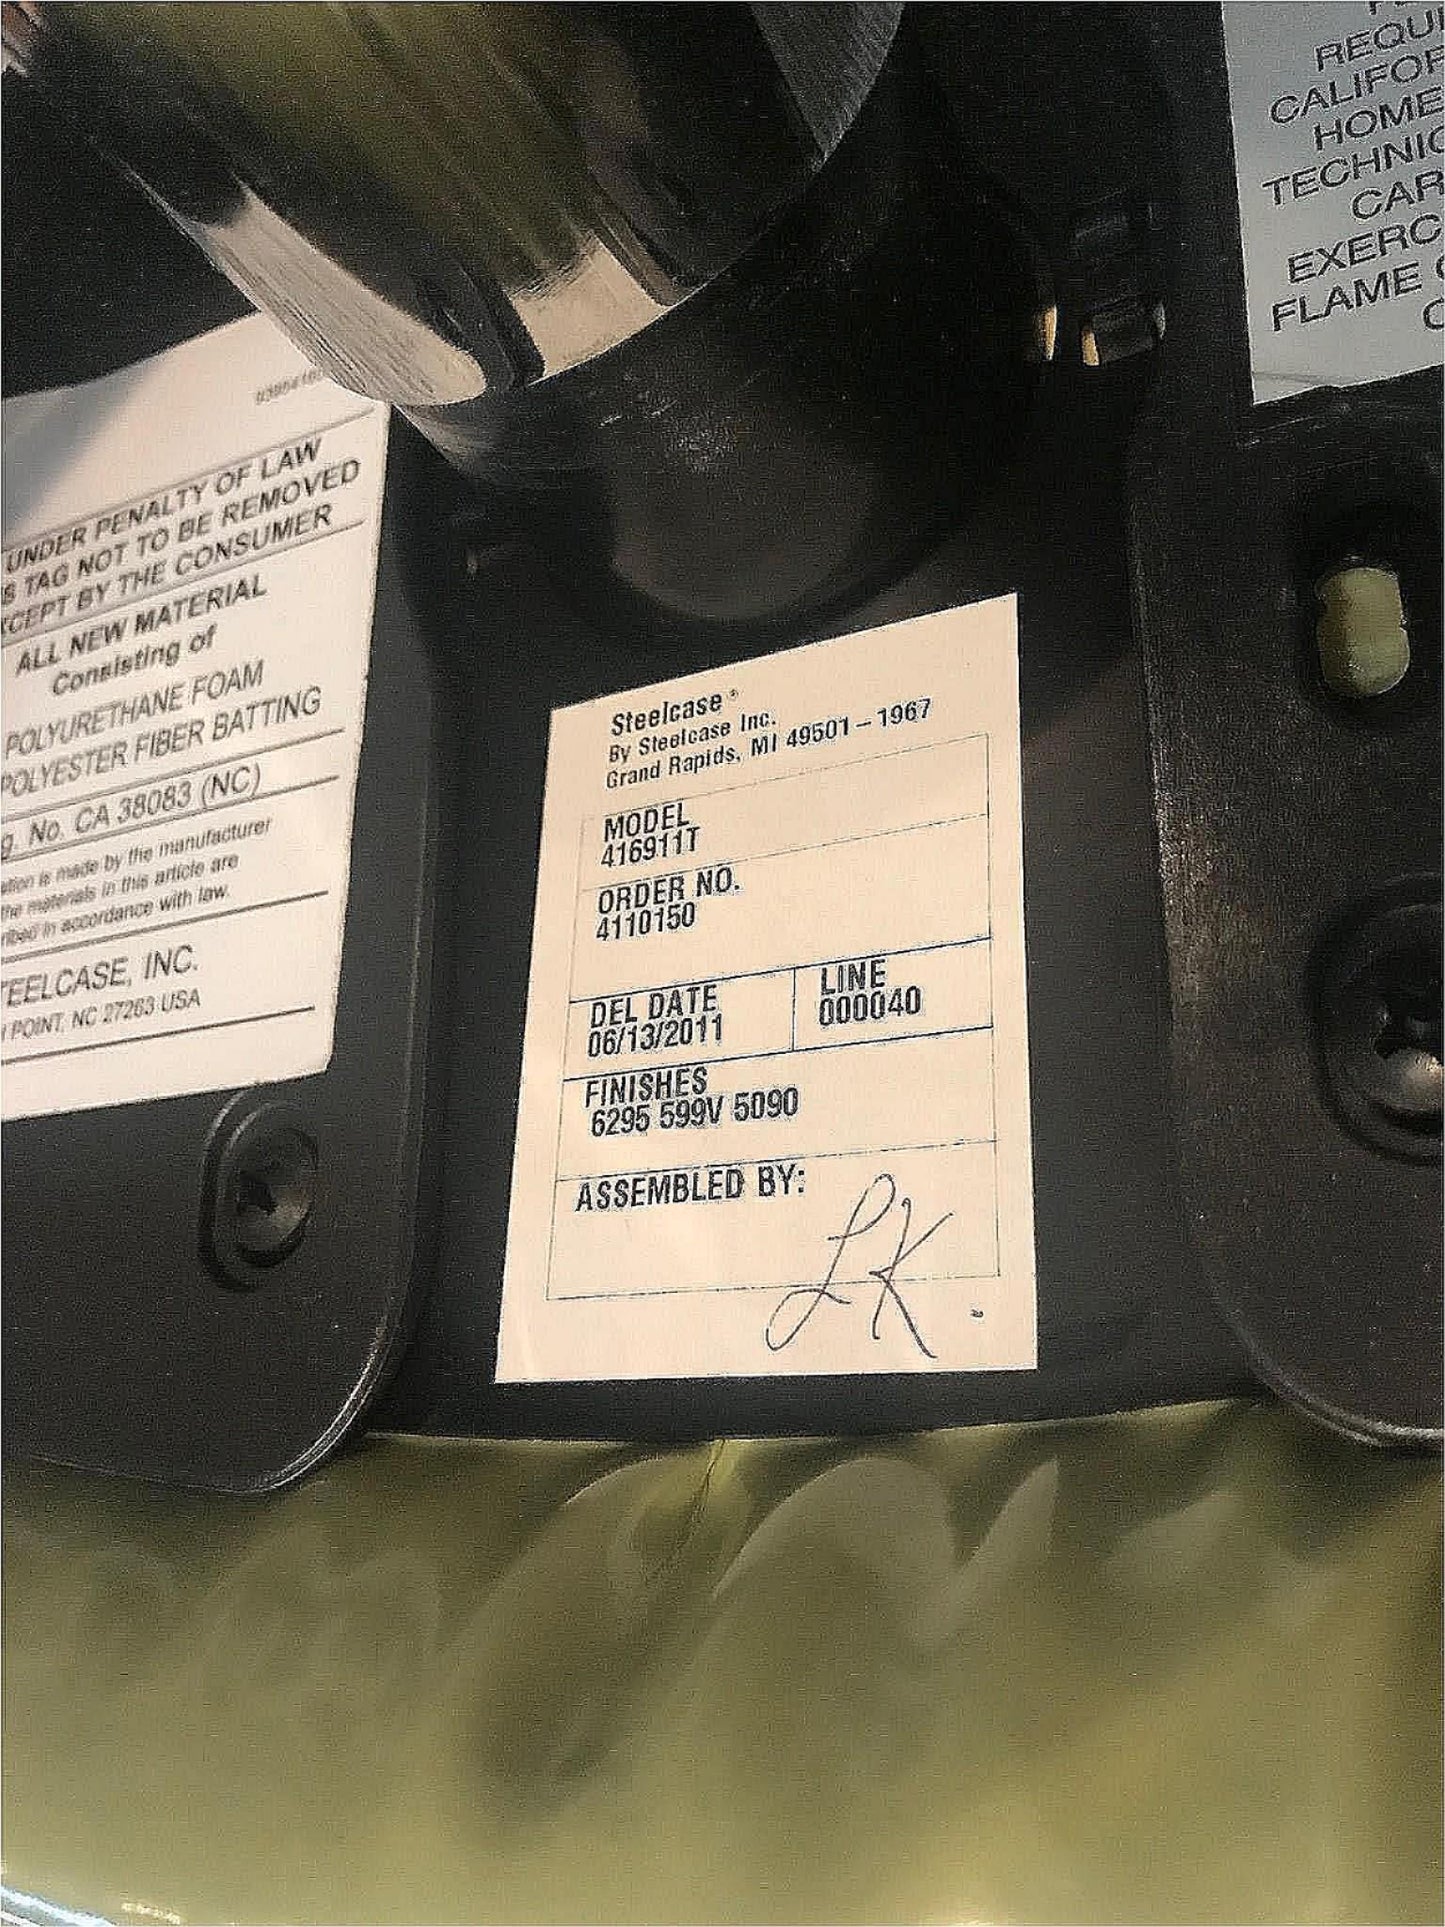 UNDER PENALTY OF LAW
TAG NOT TO BE REMOVED
BY THE CONSUMER
ALL NEW MATERIAL
Consisting of
POLYURETHANE FOAM
POLYESTER FIBER BATTING
No. CA 38083 (NC)
is made by the manufacturer
the materials in this article are
in accordance with law.
EELCASE, INC.
POINT, NC 27263 USA
Steelcase®
By Steelcase Inc.
Grand Rapids, MI 49501-1967
MODEL
416911T
ORDER NO.
4110150
DEL DATE
06/13/2011
LINE
000040
FINISHES
6295 599V 5090
ASSEMBLED BY:
LK.
REQUI
CALIFOR
HOME
TECHNIC
CAR
EXERC
FLAME